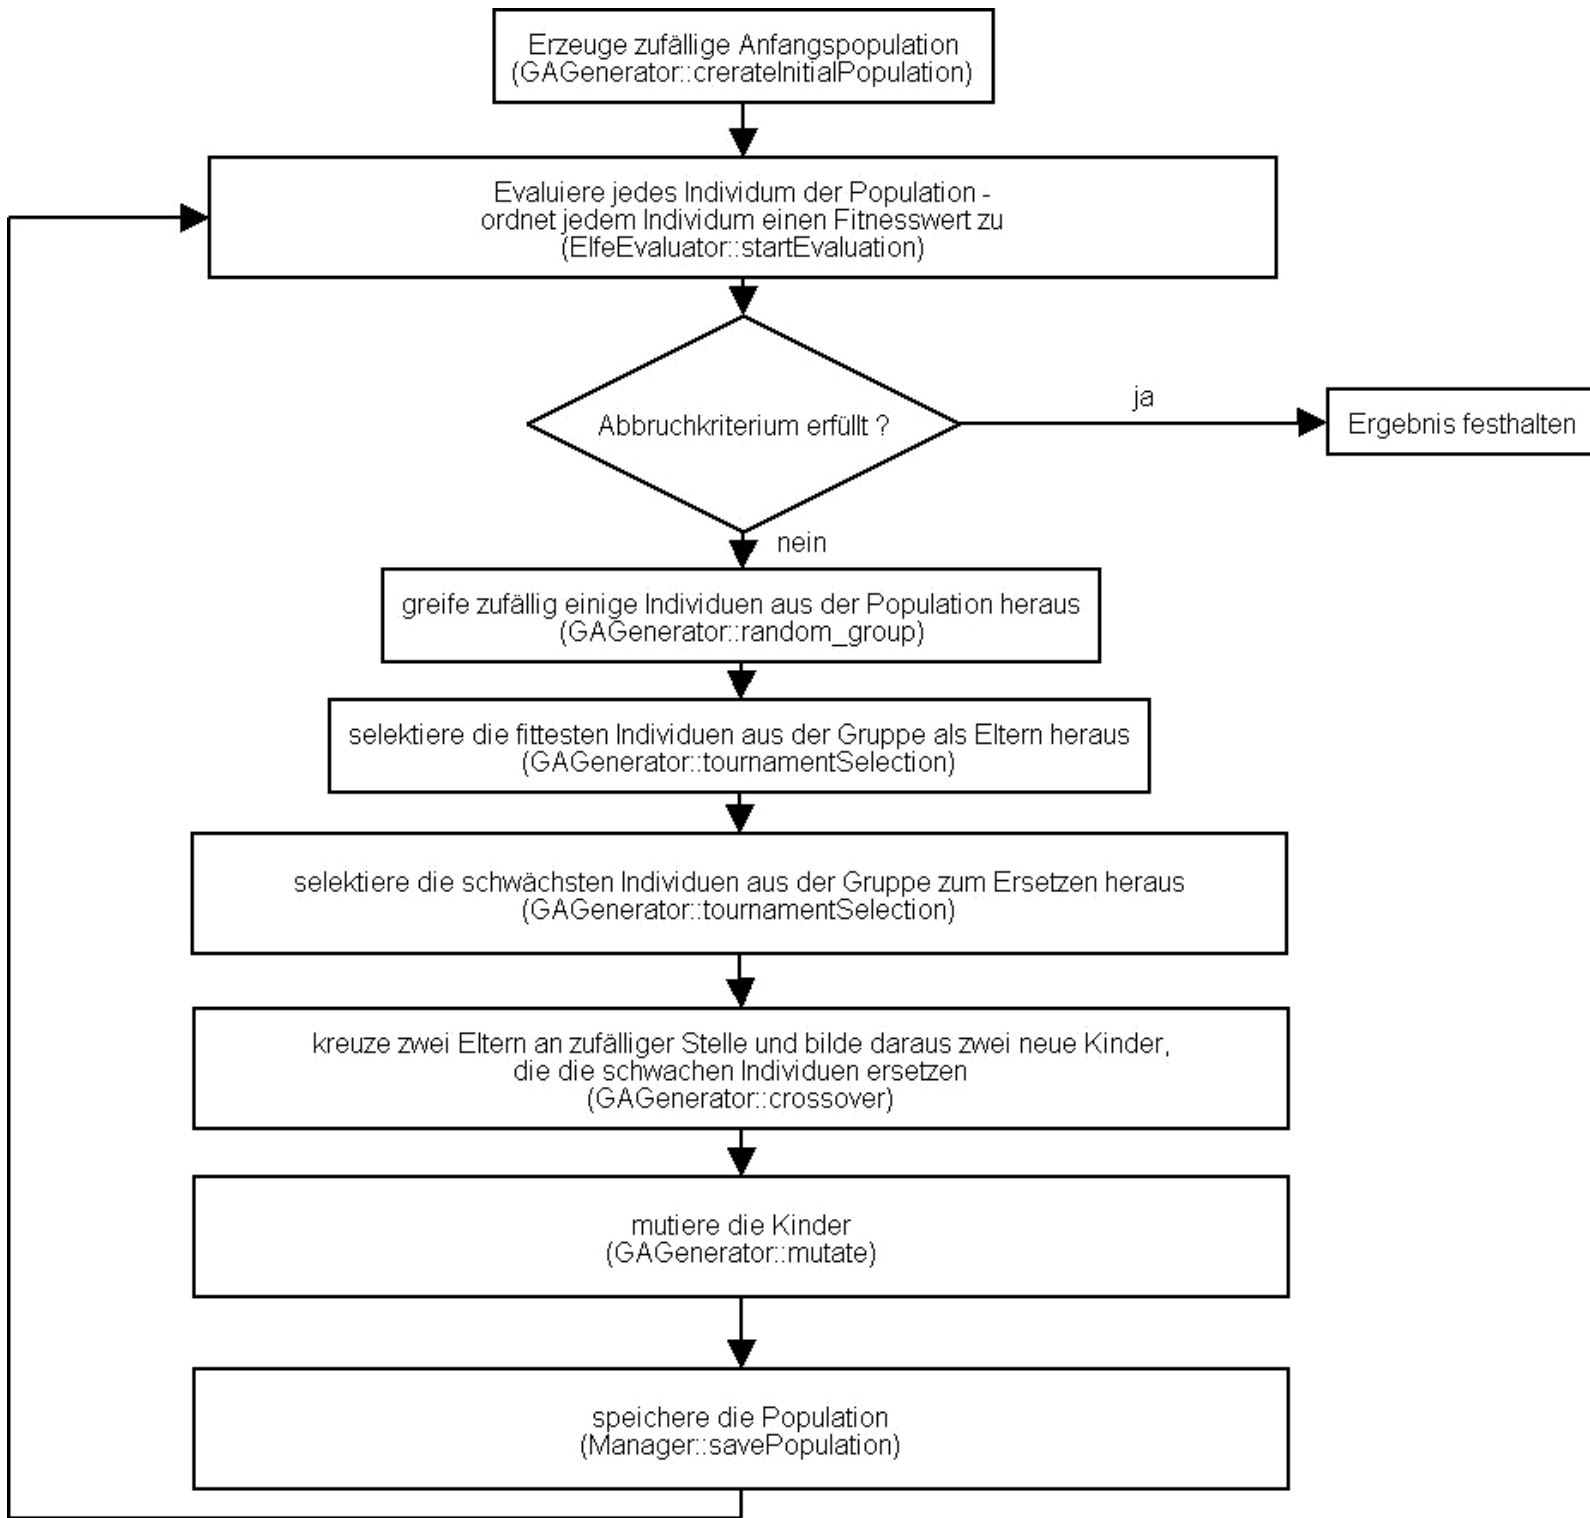 Erzeuge zufällige Anfangspopulation
(GAGenerator::crerateInitialPopulation)
Evaluiere jedes Individum der Population -
ordnet jedem Individum einen Fitnesswert zu
(ElfeEvaluator::startEvaluation)
Abbruchkriterium erfüllt ?
ja
Ergebnis festhalten
nein
greife zufällig einige Individuen aus der Population heraus
(GAGenerator::random_group)
selektiere die fittesten Individuen aus der Gruppe als Eltern heraus
(GAGenerator::tournamentSelection)
selektiere die schwächsten Individuen aus der Gruppe zum Ersetzen heraus
(GAGenerator::tournamentSelection)
kreuze zwei Eltern an zufälliger Stelle und bilde daraus zwei neue Kinder,
die die schwachen Individuen ersetzen
(GAGenerator::crossover)
mutiere die Kinder
(GAGenerator::mutate)
speichere die Population
(Manager::savePopulation)